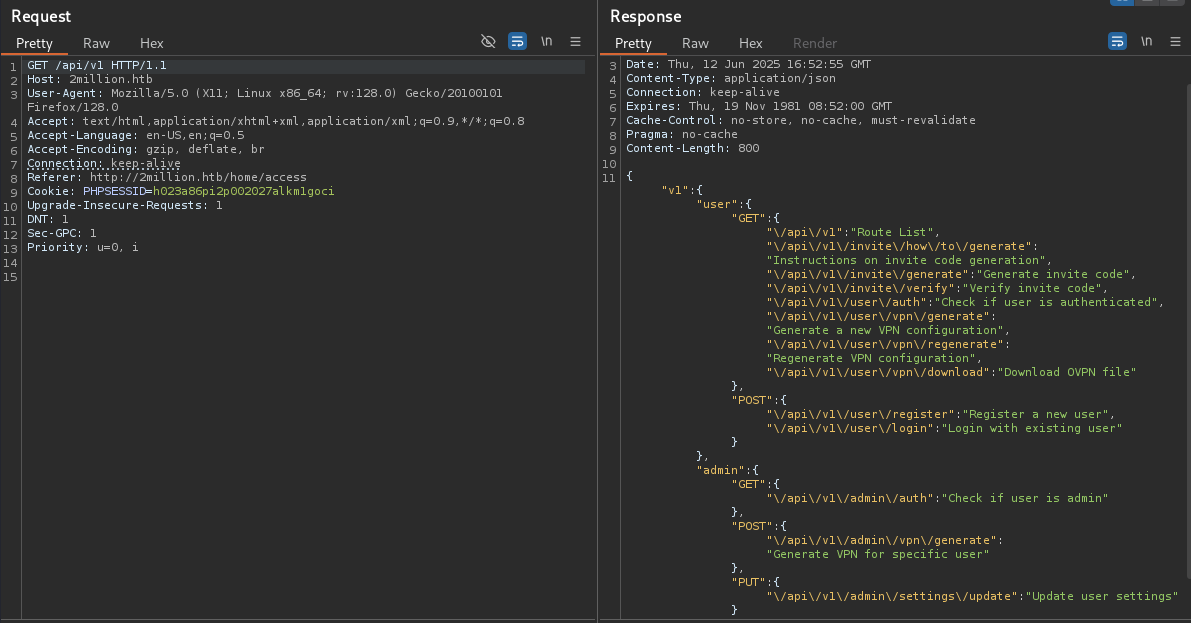 Request
Pretty Raw Hex \n
1 GET /api/v1 HTTP/1.1
2 Host: 2million.htb
3 User-Agent: Mozilla/5.0 (X11; Linux x86_64; rv:128.0) Gecko/20100101
Firefox/128.0
4 Accept: text/html,application/xhtml+xml,application/xml;q=0.9,*/*;q=0.8
5 Accept-Language: en-US,en;q=0.5
6 Accept-Encoding: gzip, deflate, br
7 Connection: keep-alive
8 Referer: http://2million.htb/home/access
9 Cookie: PHPSESSID=h023a86pi2p002027alkm1goci
10 Upgrade-Insecure-Requests: 1
11 DNT: 1
12 Sec-GPC: 1
13 Priority: u=0, i
14
15
Response
Pretty Raw Hex Render \n
3 Date: Thu, 12 Jun 2025 16:52:55 GMT
4 Content-Type: application/json
5 Connection: keep-alive
6 Expires: Thu, 19 Nov 1981 08:52:00 GMT
7 Cache-Control: no-store, no-cache, must-revalidate
8 Pragma: no-cache
9 Content-Length: 800
10
11 {
"v1":{
"user":{
"GET":{
"\/api\/v1":"Route List",
"\/api\/v1\/invite\/how\/to\/generate":
"Instructions on invite code generation",
"\/api\/v1\/invite\/generate":"Generate invite code",
"\/api\/v1\/invite\/verify":"Verify invite code",
"\/api\/v1\/user\/auth":"Check if user is authenticated",
"\/api\/v1\/user\/vpn\/generate":
"Generate a new VPN configuration",
"\/api\/v1\/user\/vpn\/regenerate":
"Regenerate VPN configuration",
"\/api\/v1\/user\/vpn\/download":"Download OVPN file"
},
"POST":{
"\/api\/v1\/user\/register":"Register a new user",
"\/api\/v1\/user\/login":"Login with existing user"
}
},
"admin":{
"GET":{
"\/api\/v1\/admin\/auth":"Check if user is admin"
},
"POST":{
"\/api\/v1\/admin\/vpn\/generate":
"Generate VPN for specific user"
},
"PUT":{
"\/api\/v1\/admin\/settings\/update":"Update user settings"
}